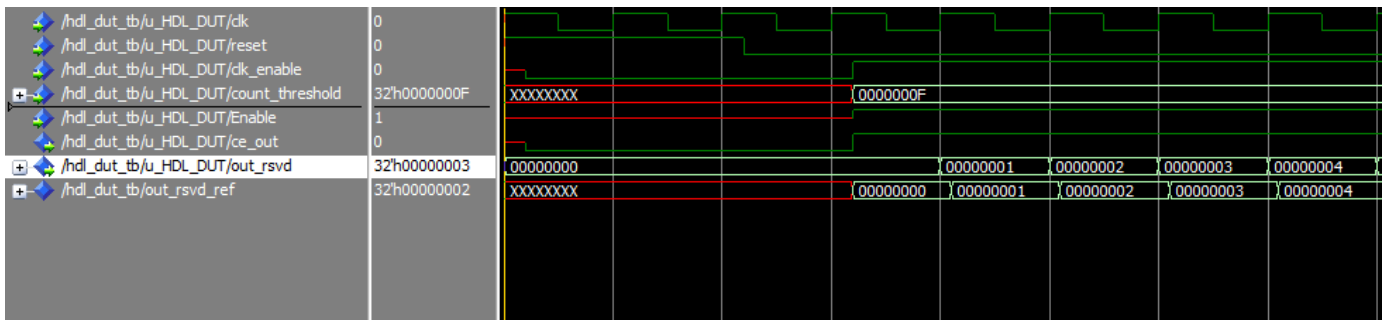 /hdl_dut_tb/u_HDL_DUT/clk 0
/hdl_dut_tb/u_HDL_DUT/reset 0
/hdl_dut_tb/u_HDL_DUT/clk_enable 0
/hdl_dut_tb/u_HDL_DUT/count_threshold 32'h0000000F XXXXXXXX 0000000F
/hdl_dut_tb/u_HDL_DUT/Enable 1
/hdl_dut_tb/u_HDL_DUT/ce_out 0
/hdl_dut_tb/u_HDL_DUT/out_rsvd 32'h00000003 00000000 00000001 00000002 00000003 00000004
/hdl_dut_tb/out_rsvd_ref 32'h00000002 XXXXXXXX 00000000 00000001 00000002 00000003 00000004